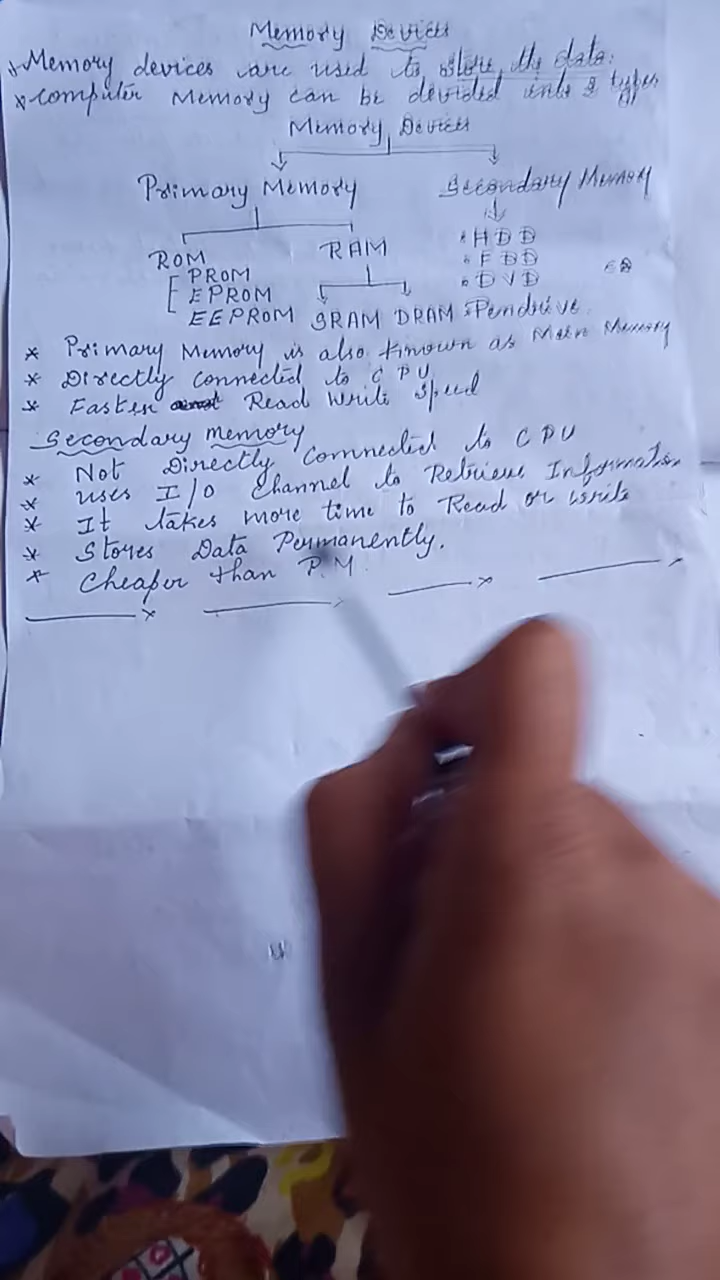 Memory Devices
* Memory devices are used to store the data.
* Computer Memory can be devided into 2 types
Memory Devices
Primary Memory Secondary Memory
ROM RAM * HDD
PROM * FDD
EPROM * DVD
EEPROM SRAM DRAM * Pendrive
* Primary Memory is also known as Main Memory
* Directly connected to CPU
* Faster Read Write Speed
Secondary memory
* Not Directly Connected to CPU
* Uses I/O Channel to Retrieve Information
* It takes more time to Read or write
* Stores Data Permanently.
* Cheaper than P.M.